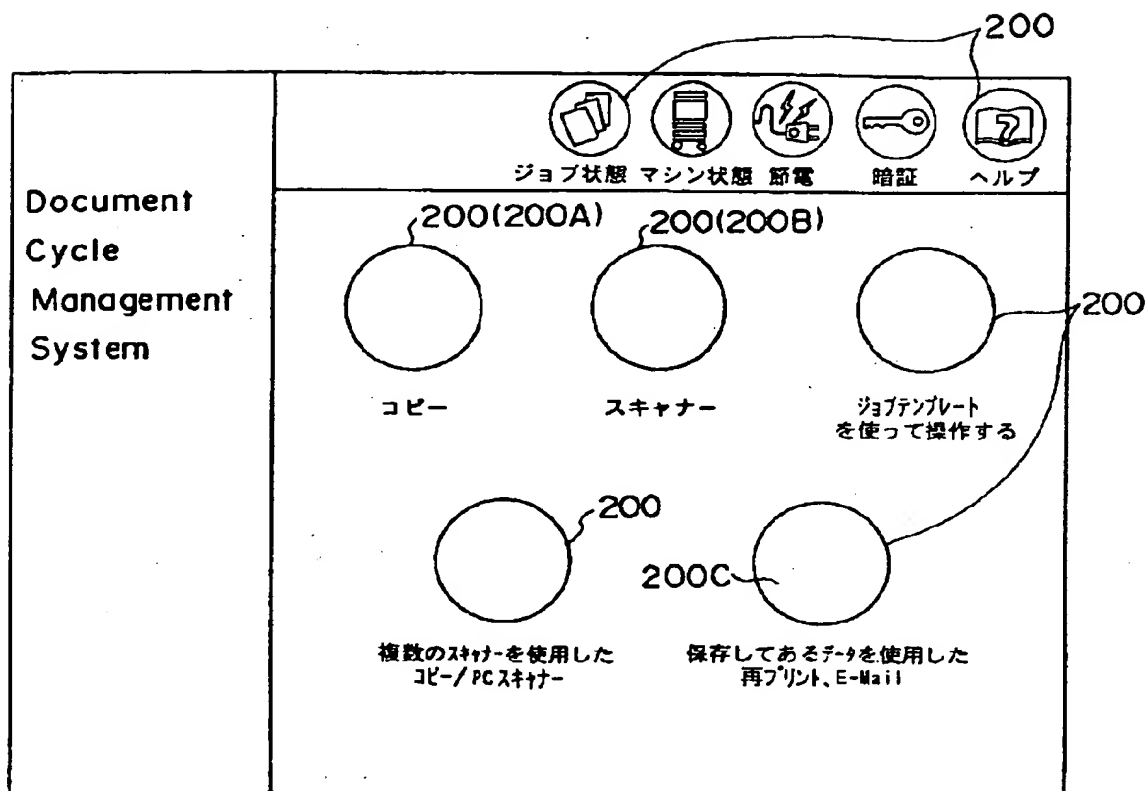 200
ジョブ状態 マシン状態 節電 暗証 ヘルプ
Document
Cycle
Management
System
200(200A) 200(200B)
200
コピー スキャナー ジョブテンプレート
を使って操作する
200
200C
複数のスキャナーを使用した
コピー/PCスキャナー
保存してあるデータを使用した
再プリント、E-Mail